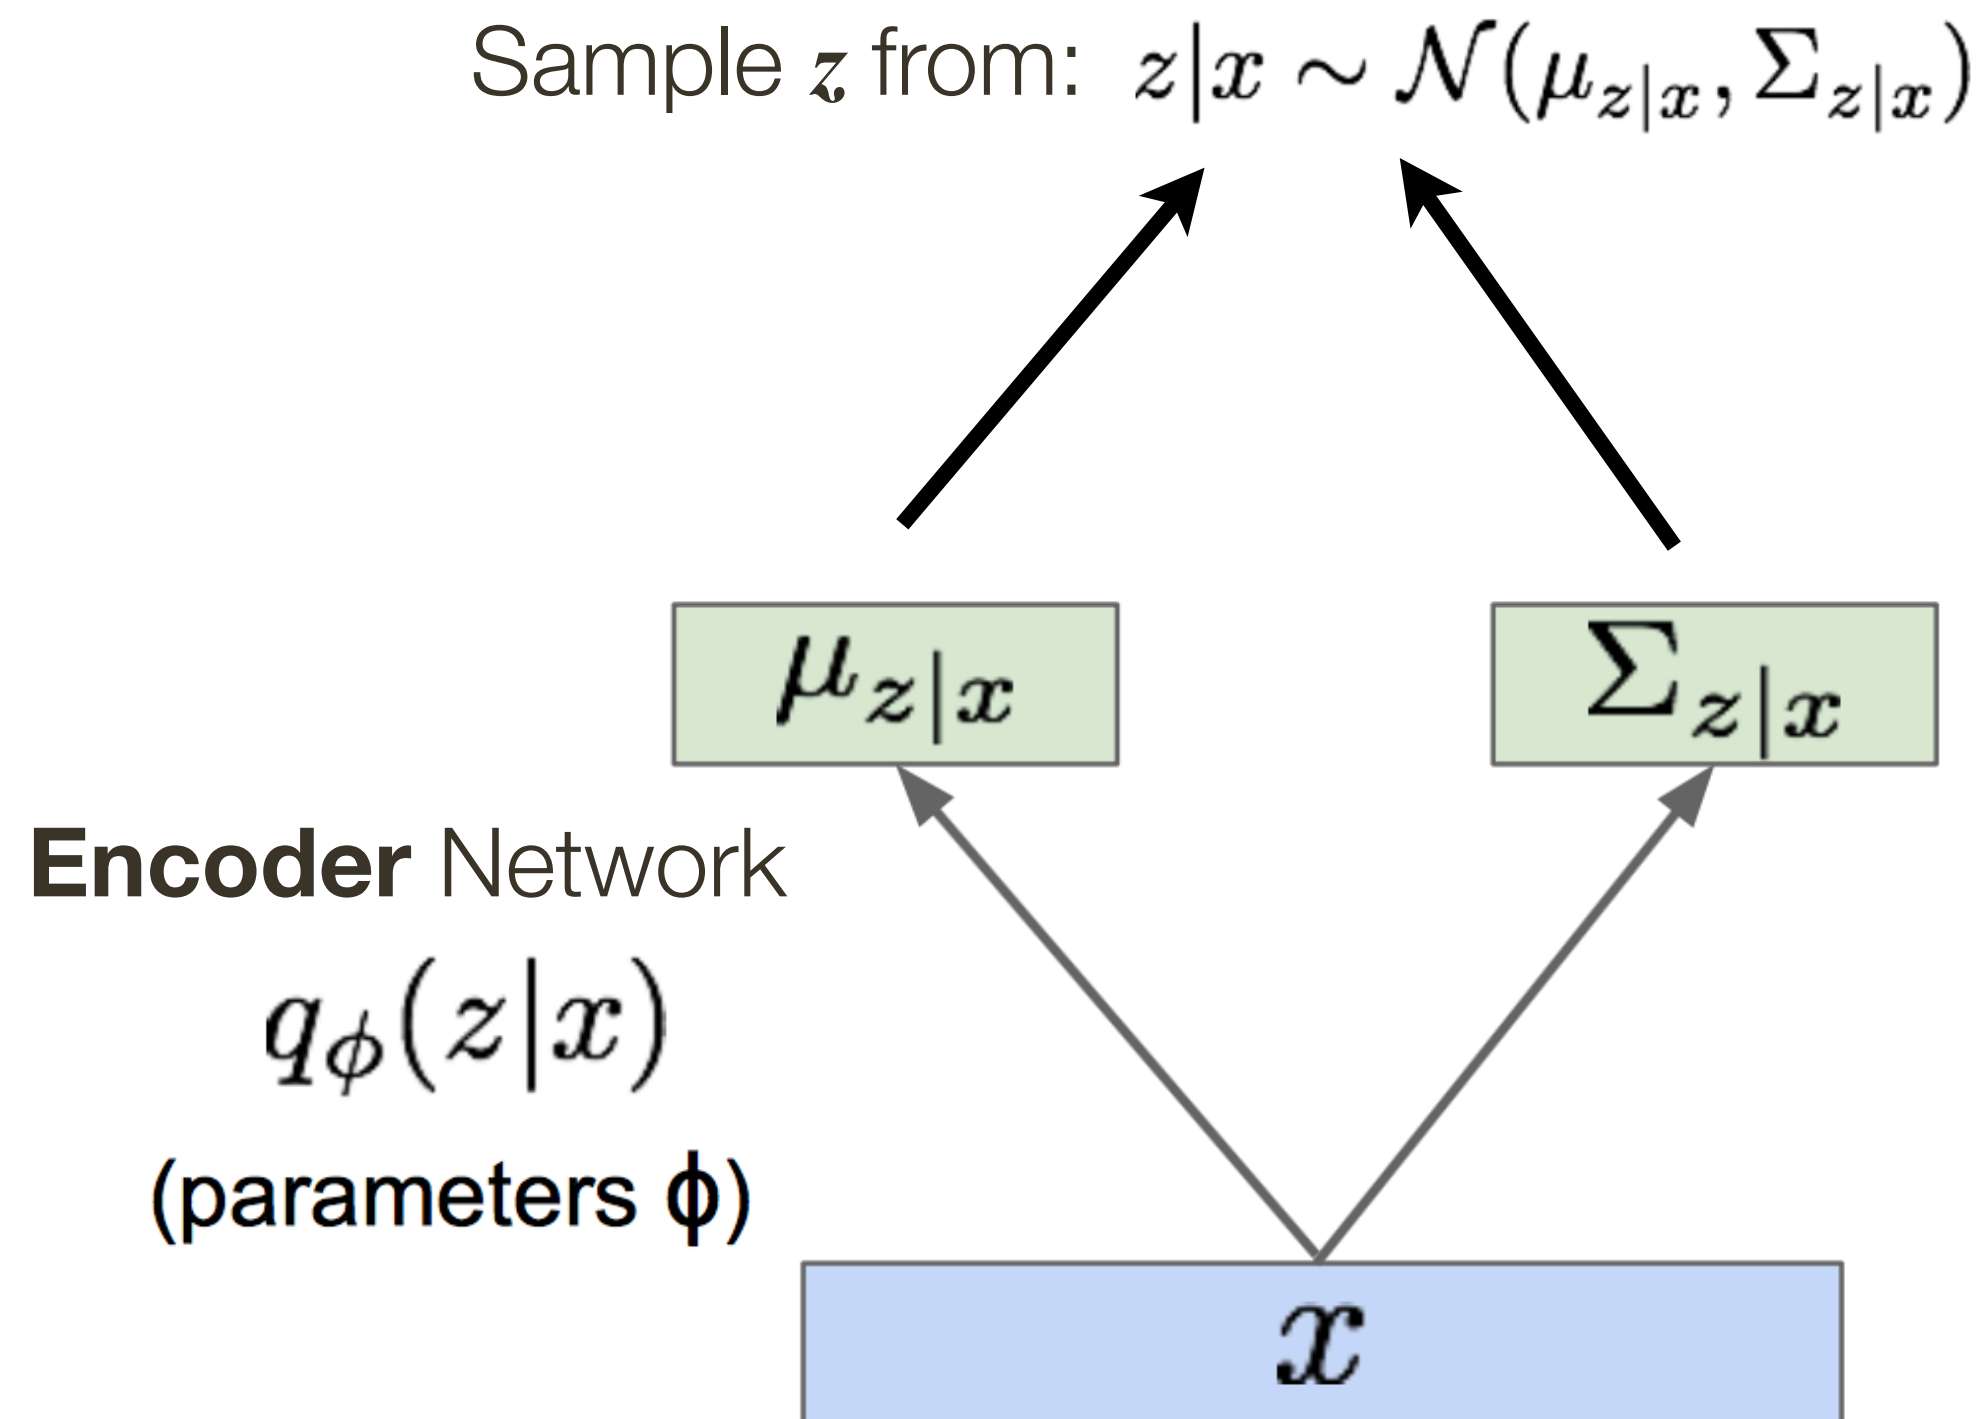 Sample z from: z|x ∼ 𝒩(μ_{z|x}, Σ_{z|x})
μ_{z|x}
Σ_{z|x}
Encoder Network
q_ϕ(z|x)
(parameters ϕ)
x